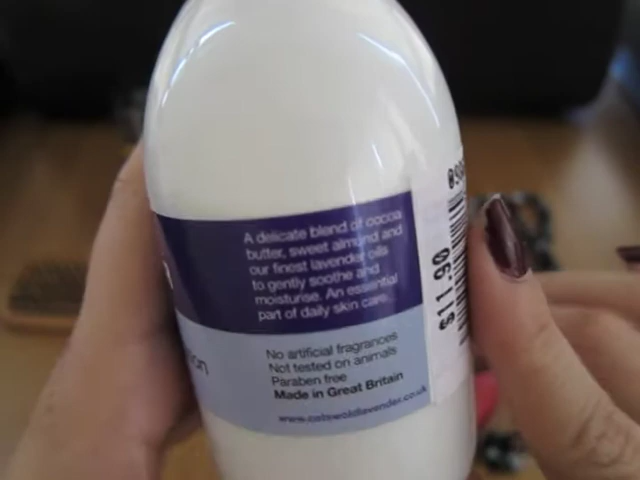 A delicate blend of cocoa
butter, sweet almond and
our finest lavender oils
to gently soothe and
moisturise. An essential
part of daily skin care.
No artificial fragrances
Not tested on animals
Paraben free
Made in Great Britain
www.cotswoldlavender.co.uk
$11.90